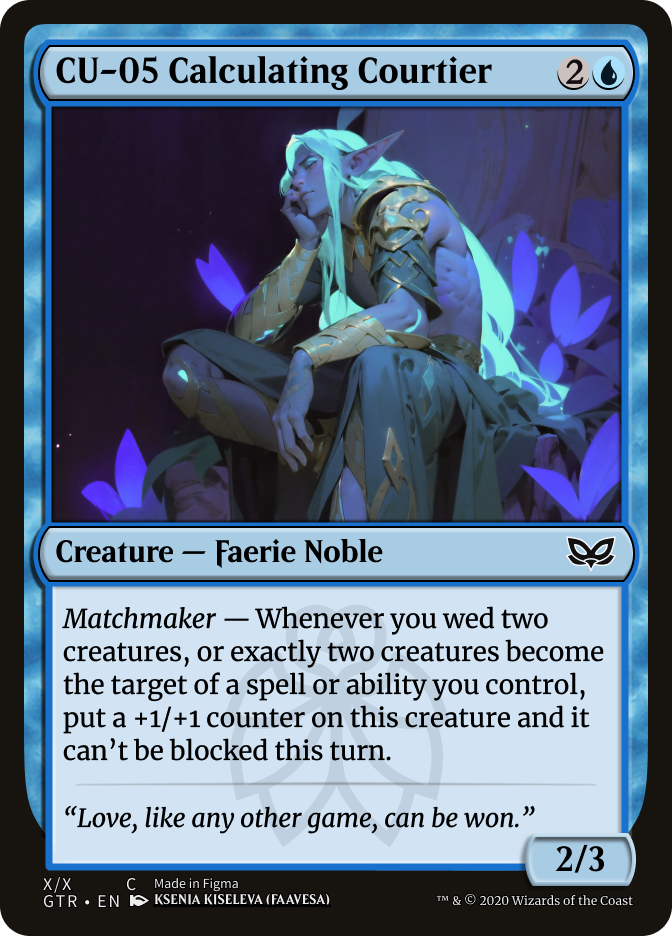 CU-05 Calculating Courtier 2
Creature — Faerie Noble
Matchmaker — Whenever you wed two
creatures, or exactly two creatures become
the target of a spell or ability you control,
put a +1/+1 counter on this creature and it
can’t be blocked this turn.
“Love, like any other game, can be won.”
2/3
X/X C Made in Figma
GTR • EN KSENIA KISELEVA (FAAVESA) ™ & © 2020 Wizards of the Coast